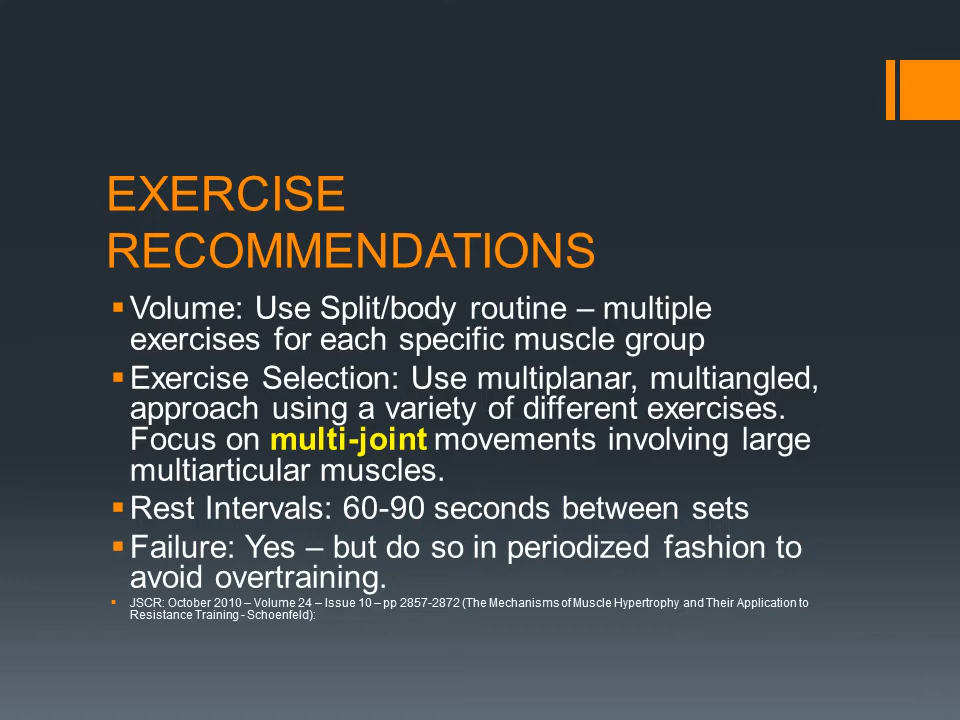 EXERCISE
RECOMMENDATIONS
▪ Volume: Use Split/body routine – multiple
exercises for each specific muscle group
▪ Exercise Selection: Use multiplanar, multiangled,
approach using a variety of different exercises.
Focus on multi-joint movements involving large
multiarticular muscles.
▪ Rest Intervals: 60-90 seconds between sets
▪ Failure: Yes – but do so in periodized fashion to
avoid overtraining.
▪ JSCR: October 2010 – Volume 24 – Issue 10 – pp 2857-2872 (The Mechanisms of Muscle Hypertrophy and Their Application to
Resistance Training - Schoenfeld):